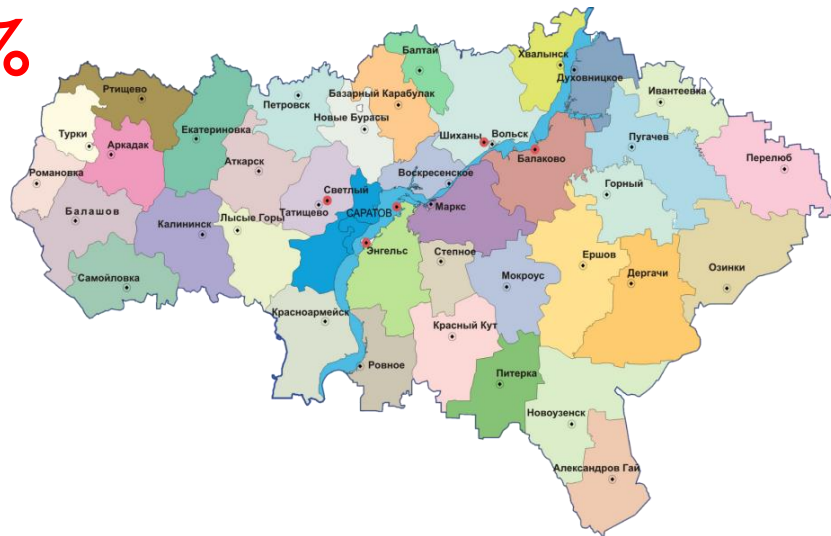 %
Хвалынск
Балтай
Духовницкое
Ртищево
Петровск
Базарный Карабулак
Ивантеевка
Новые Бурасы
Турки
Екатериновка
Шиханы
Вольск
Пугачев
Аркадак
Аткарск
Балаково
Перелюб
Романовка
Воскресенское
Светлый
Горный
Татищево
САРАТОВ
Маркс
Балашов
Калининск
Лысые Горы
Энгельс
Степное
Ершов
Озинки
Самойловка
Мокроус
Дергачи
Красноармейск
Красный Кут
Ровное
Питерка
Новоузенск
Александров Гай